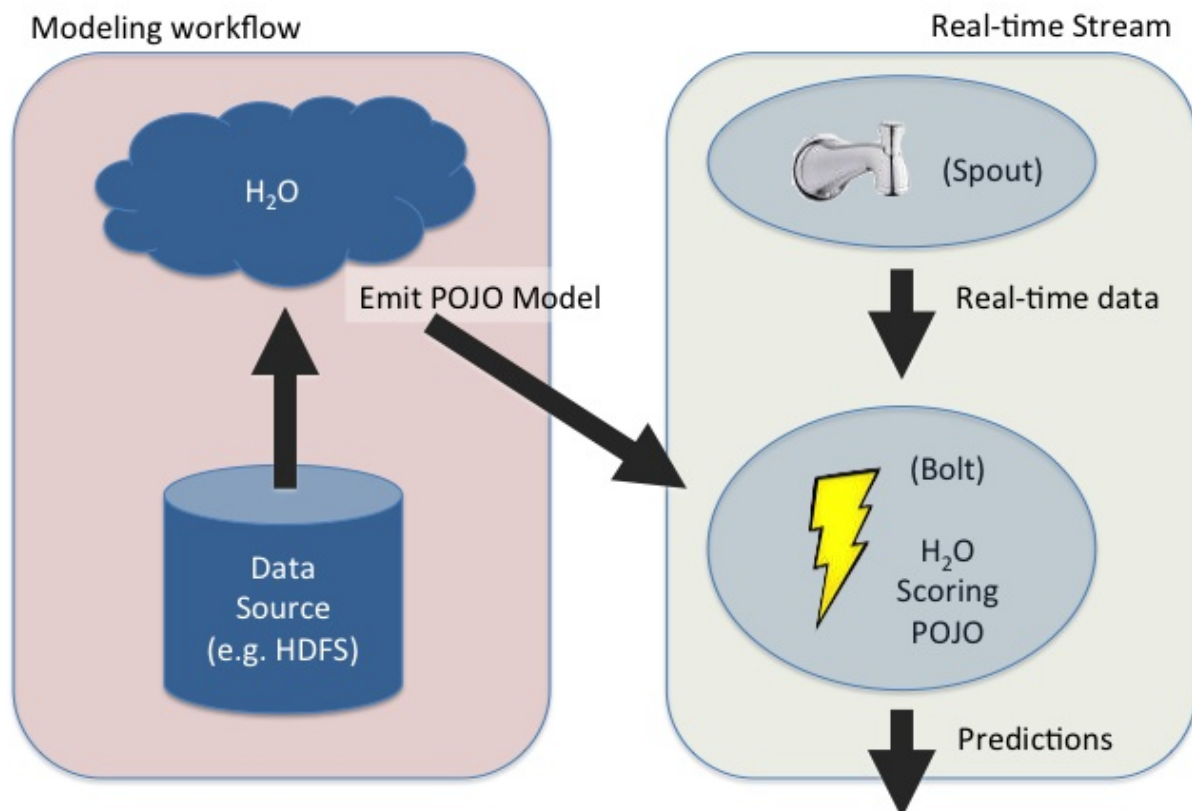 Modeling workflow
H₂O
Emit POJO Model
Data
Source
(e.g. HDFS)
Real-time Stream
(Spout)
Real-time data
(Bolt)
H₂O
Scoring
POJO
Predictions